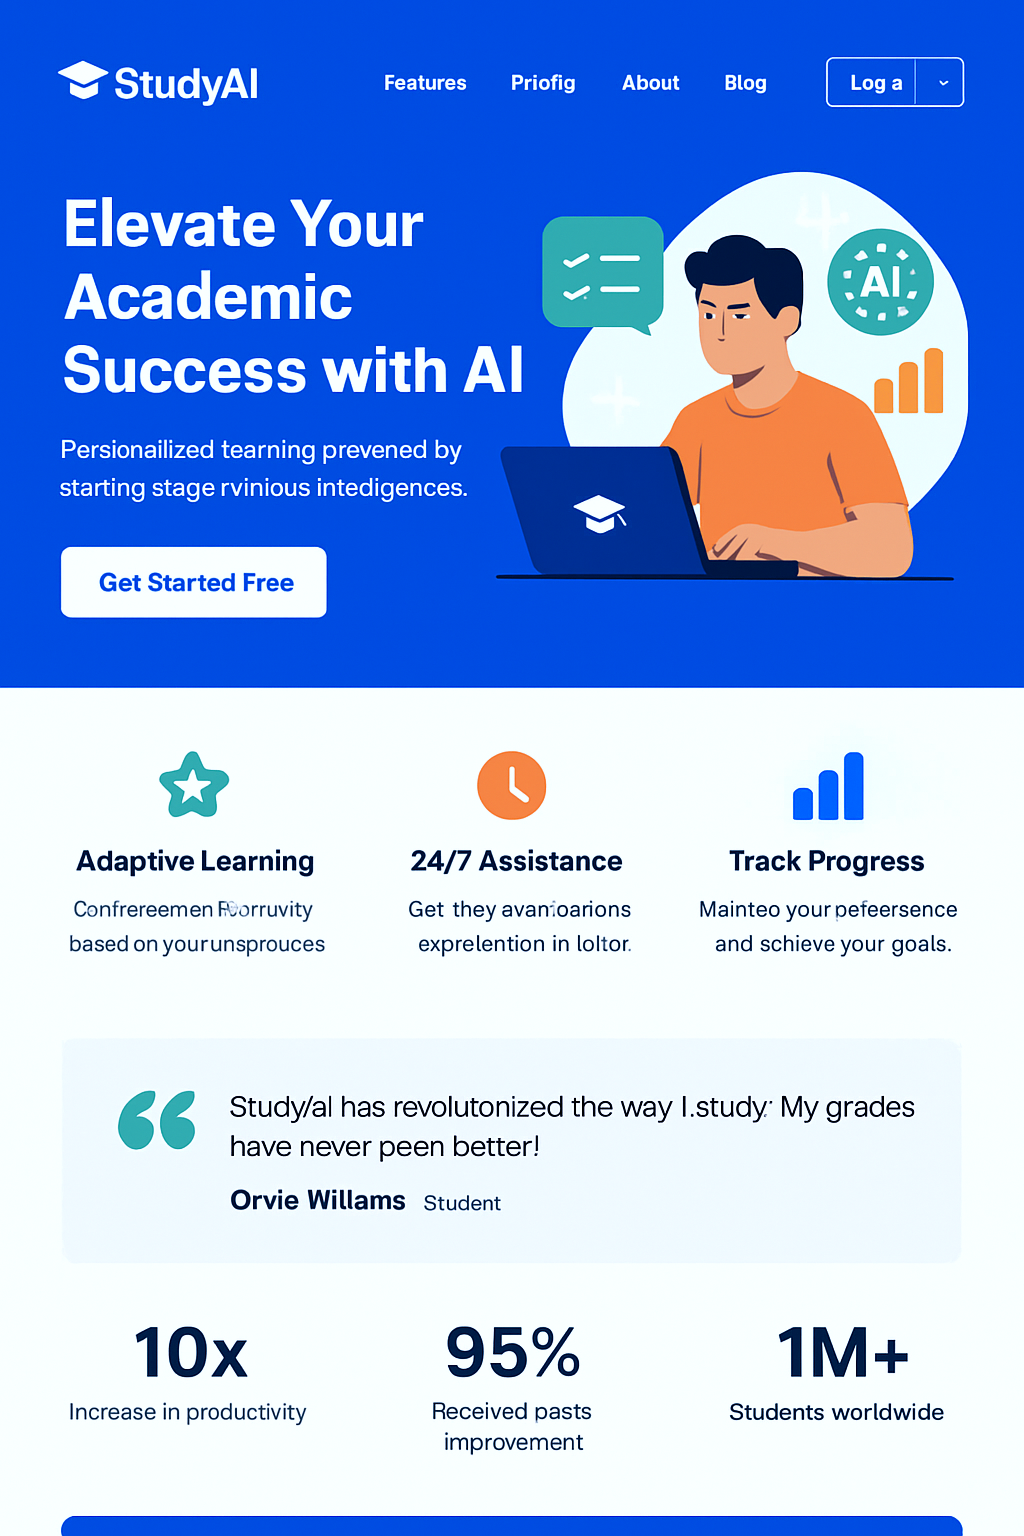 StudyAI
Features Priofig About Blog Log a
Elevate Your
Academic
Success with AI
AI
Persionailized tearning prevened by
starting stage rvinious intedigences.
Get Started Free
Adaptive Learning
based on your unsprouces
24/7 Assistance
Get they
exprelention in loltor.
Track Progress
Mainteo your pefeersence
and schieve your goals.
Study/al has revolutonized the way I.study. My grades
have never peen better!
Orvie Willams Student
10x
Increase in productivity
95%
Received pasts
improvement
1M+
Students worldwide